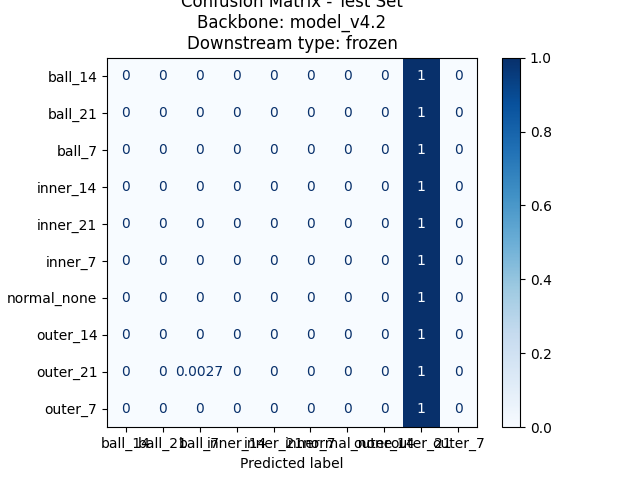 Confusion Matrix - Test Set
Backbone: model_v4.2
Downstream type: frozen
1.0
ball_14 0 0 0 0 0 0 0 0 1 0
ball_21 0 0 0 0 0 0 0 0 1 0
0.8
ball_7 0 0 0 0 0 0 0 0 1 0
inner_14 0 0 0 0 0 0 0 0 1 0
0.6
inner_21 0 0 0 0 0 0 0 0 1 0
inner_7 0 0 0 0 0 0 0 0 1 0
0.4
normal_none 0 0 0 0 0 0 0 0 1 0
outer_14 0 0 0 0 0 0 0 0 1 0
0.2
outer_21 0 0 0.0027 0 0 0 0 0 1 0
outer_7 0 0 0 0 0 0 0 0 1 0
0.0
ball_14 ball_21 ball_7 inner_14 inner_21 inner_7 normal_none outer_14 outer_21 outer_7
Predicted label